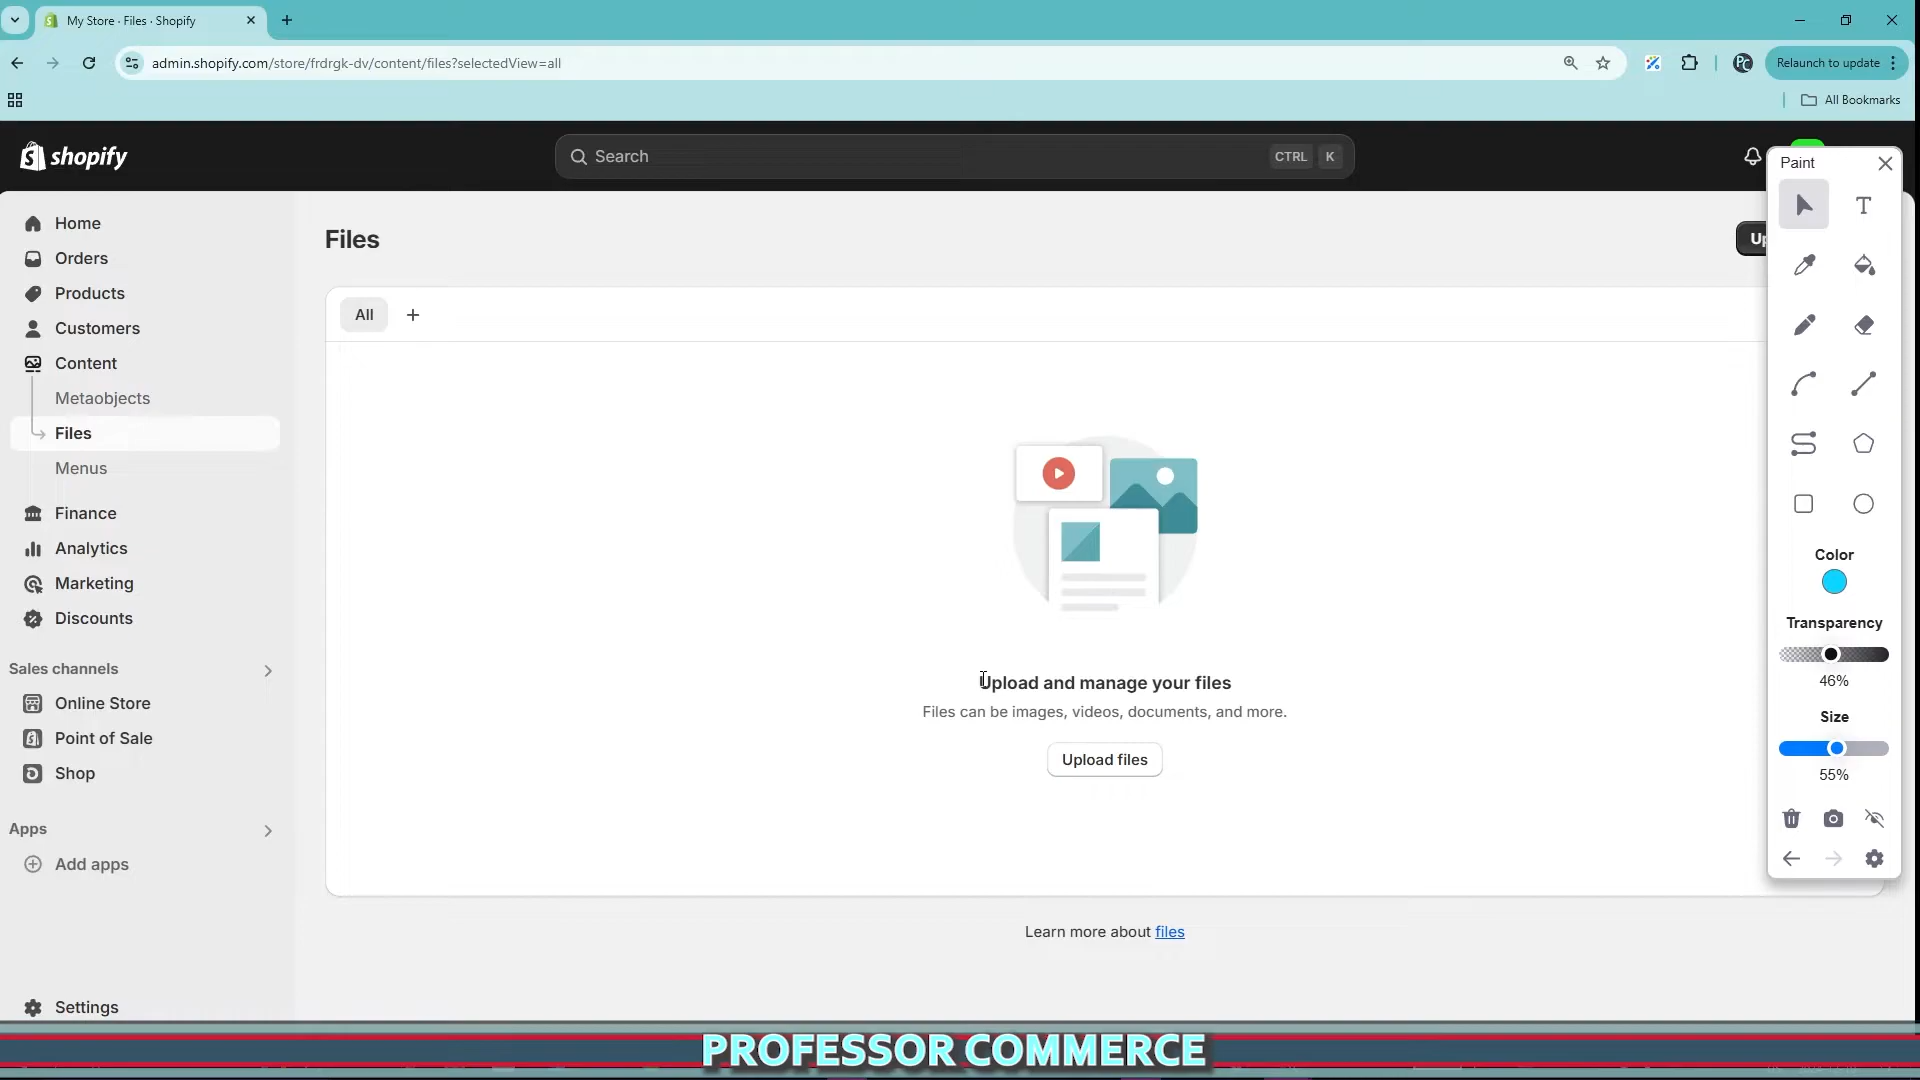 My Store · Files · Shopify
admin.shopify.com/store/frdrgk-dv/content/files?selectedView=all
Relaunch to update
All Bookmarks
shopify
Search
CTRL K
Paint
T
Home
Files
Up
Orders
Products
All +
Customers
Content
Metaobjects
Files
Menus
Finance
Analytics
Marketing
Discounts
Color
Transparency
46%
Size
55%
Sales channels
Online Store
Point of Sale
Shop
Upload and manage your files
Files can be images, videos, documents, and more.
Upload files
Apps
Add apps
Learn more about files
Settings
PROFESSOR COMMERCE